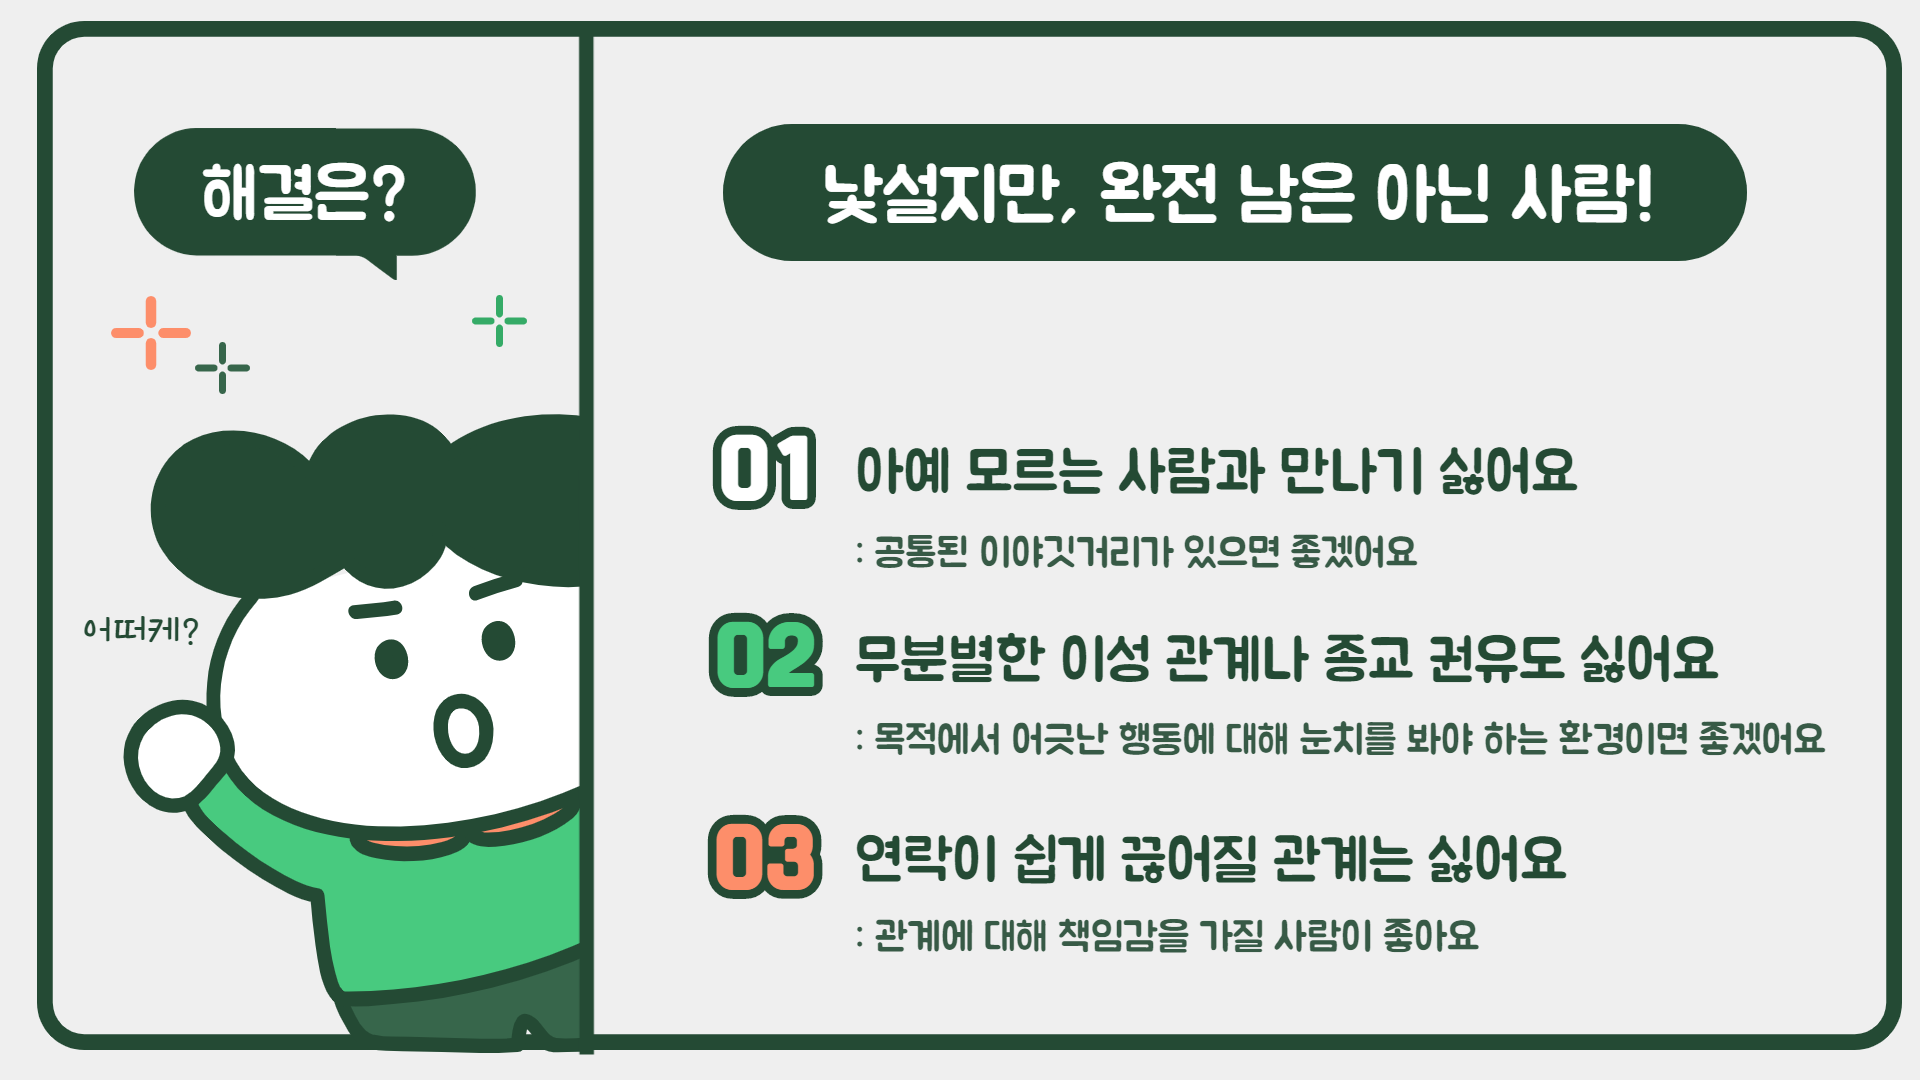 해결은?
낯설지만, 완전 남은 아닌 사람!
01 아예 모르는 사람과 만나기 싫어요
: 공통된 이야깃거리가 있으면 좋겠어요
어떠케?
02 무분별한 이성 관계나 종교 권유도 싫어요
: 목적에서 어긋난 행동에 대해 눈치를 봐야 하는 환경이면 좋겠어요
03 연락이 쉽게 끊어질 관계는 싫어요
: 관계에 대해 책임감을 가질 사람이 좋아요